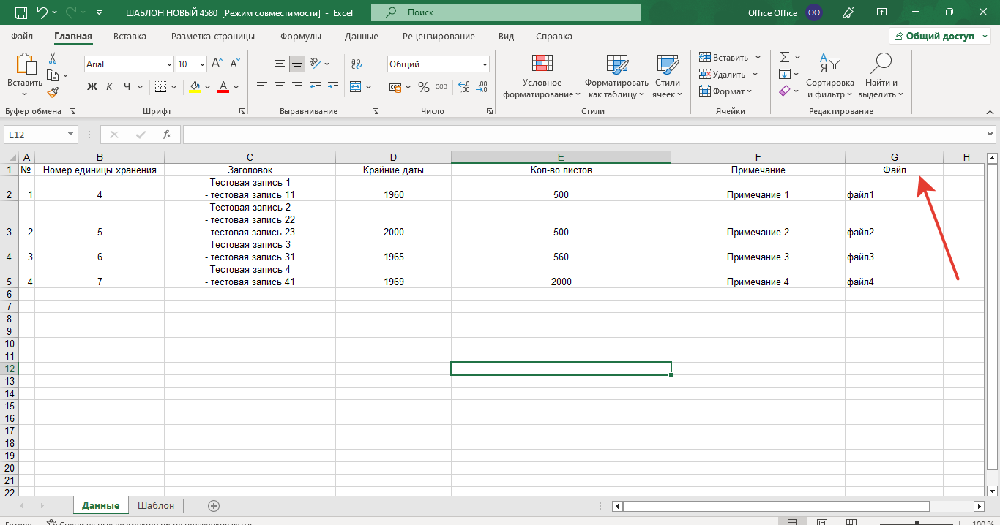 ШАБЛОН НОВЫЙ 4580 [Режим совместимости] - Excel
Поиск
Office Office
OO
Файл Главная Вставка Разметка страницы Формулы Данные Рецензирование Вид Справка
Общий доступ
Вставить
Буфер обмена
Arial 10
Ж К Ч А
Шрифт
ab
Выравнивание
Общий
% 000
Число
Условное форматирование
Форматировать как таблицу
Стили ячеек
Стили
Вставить
Удалить
Формат
Ячейки
Сортировка и фильтр
Найти и выделить
Редактирование
E12
fx
A B C D E F G H
1 № Номер единицы хранения Заголовок Крайние даты Кол-во листов Примечание Файл
Тестовая запись 1
2 1 4 - тестовая запись 11 1960 500 Примечание 1 файл1
Тестовая запись 2
- тестовая запись 22
3 2 5 - тестовая запись 23 2000 500 Примечание 2 файл2
Тестовая запись 3
4 3 6 - тестовая запись 31 1965 560 Примечание 3 файл3
Тестовая запись 4
5 4 7 - тестовая запись 41 1969 2000 Примечание 4 файл4
6
7
8
9
10
11
12
13
14
15
16
17
18
19
20
21
22
Данные Шаблон
Готово Специальные возможности: не поддерживаются
100 %